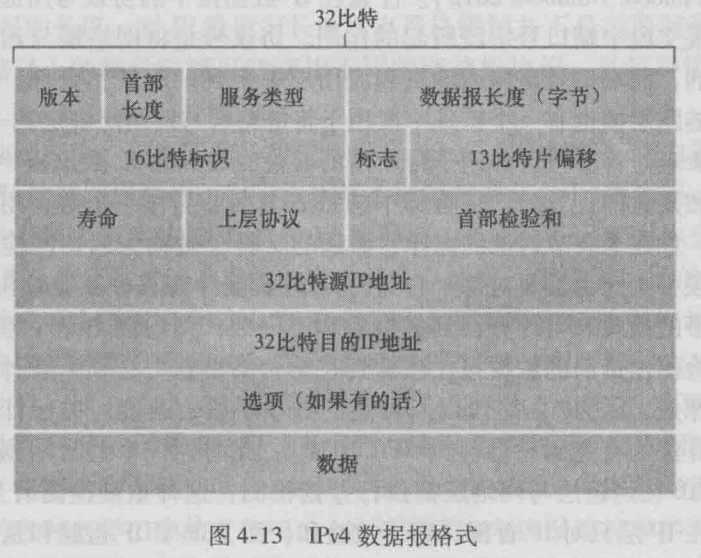 32比特
版本
首部
长度
服务类型
数据报长度（字节）
16比特标识
标志
13比特片偏移
寿命
上层协议
首部检验和
32比特源IP地址
32比特目的IP地址
选项（如果有的话）
数据
图 4-13 IPv4 数据报格式